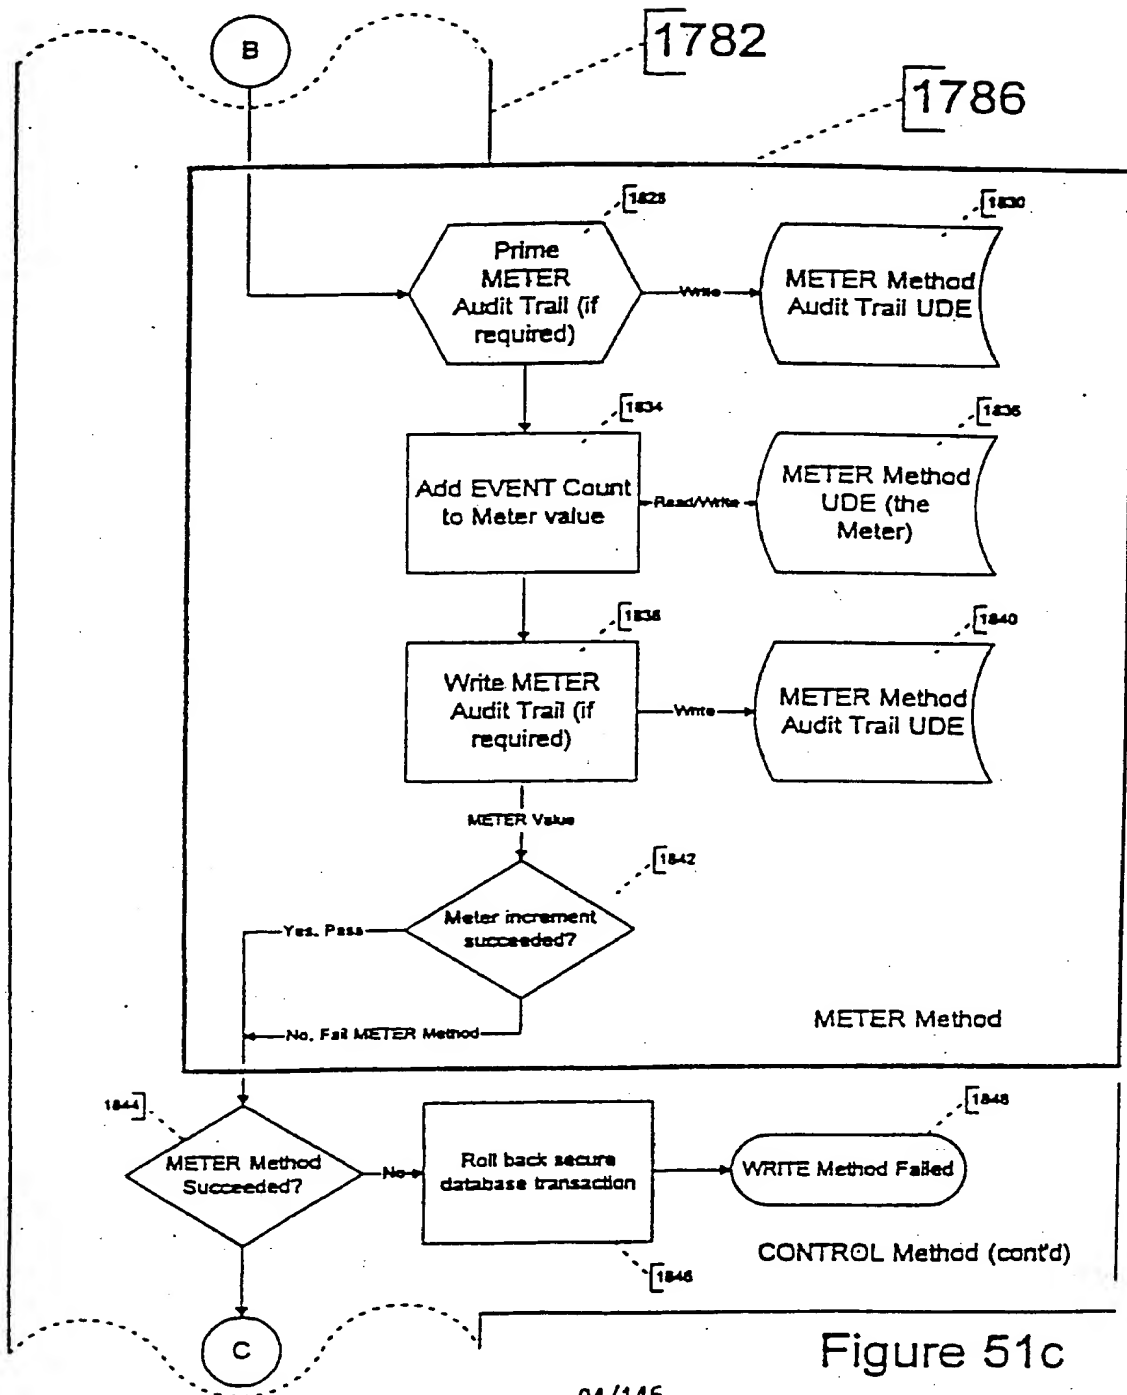 B
1782
1786
1828
Prime
METER
Audit Trail (if
required)
Write
1830
METER Method
Audit Trail UDE
1834
Add EVENT Count
to Meter value
Read/Write
1836
METER Method
UDE (the
Meter)
1838
Write METER
Audit Trail (if
required)
Write
1840
METER Method
Audit Trail UDE
METER Value
1842
Meter increment
succeeded?
Yes, Pass
No, Fail METER Method
METER Method
1844
METER Method
Succeeded?
No
Roll back secure
database transaction
1846
1848
WRITE Method Failed
CONTROL Method (cont'd)
C
Figure 51c
94/146